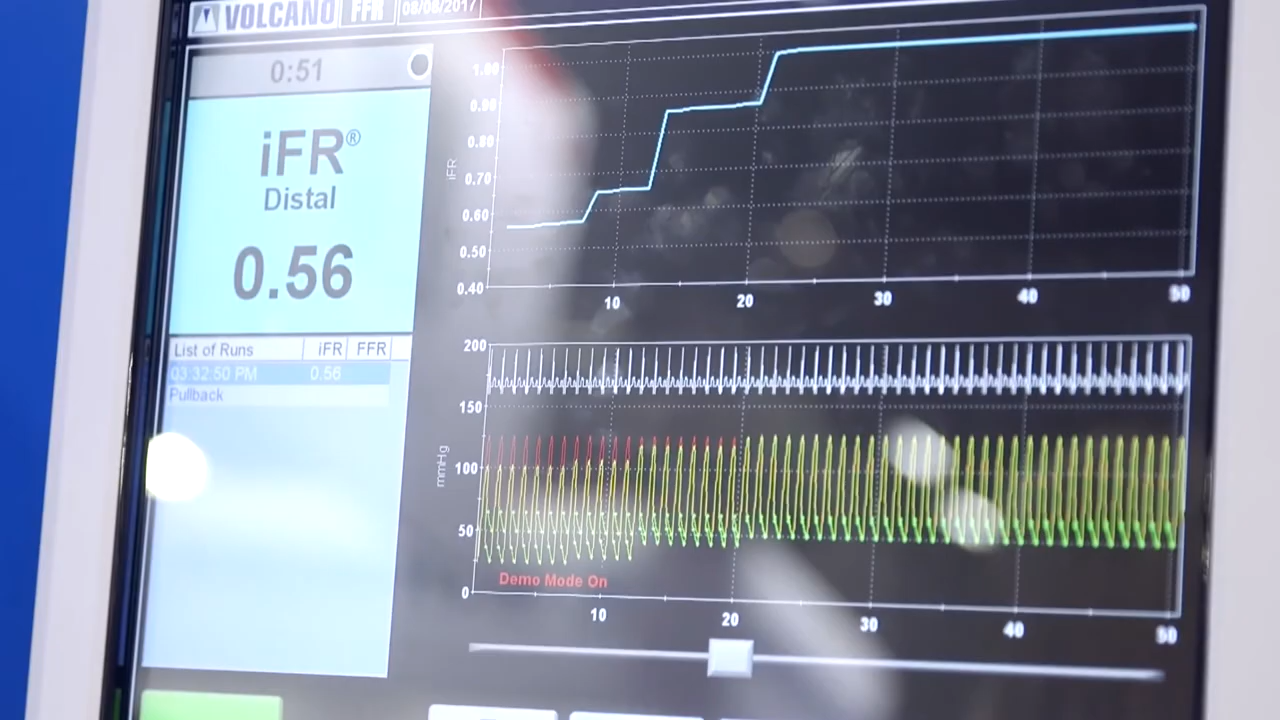 VOLCANO FFR 08/08/2017
0:51
iFR®
Distal
0.56
List of Runs iFR FFR
03:32:50 PM 0.56
Pullback
iFR
1.00
0.90
0.80
0.70
0.60
0.50
0.40
10 20 30 40 50
mmHg
200
150
100
50
0
Demo Mode On
10 20 30 40 50